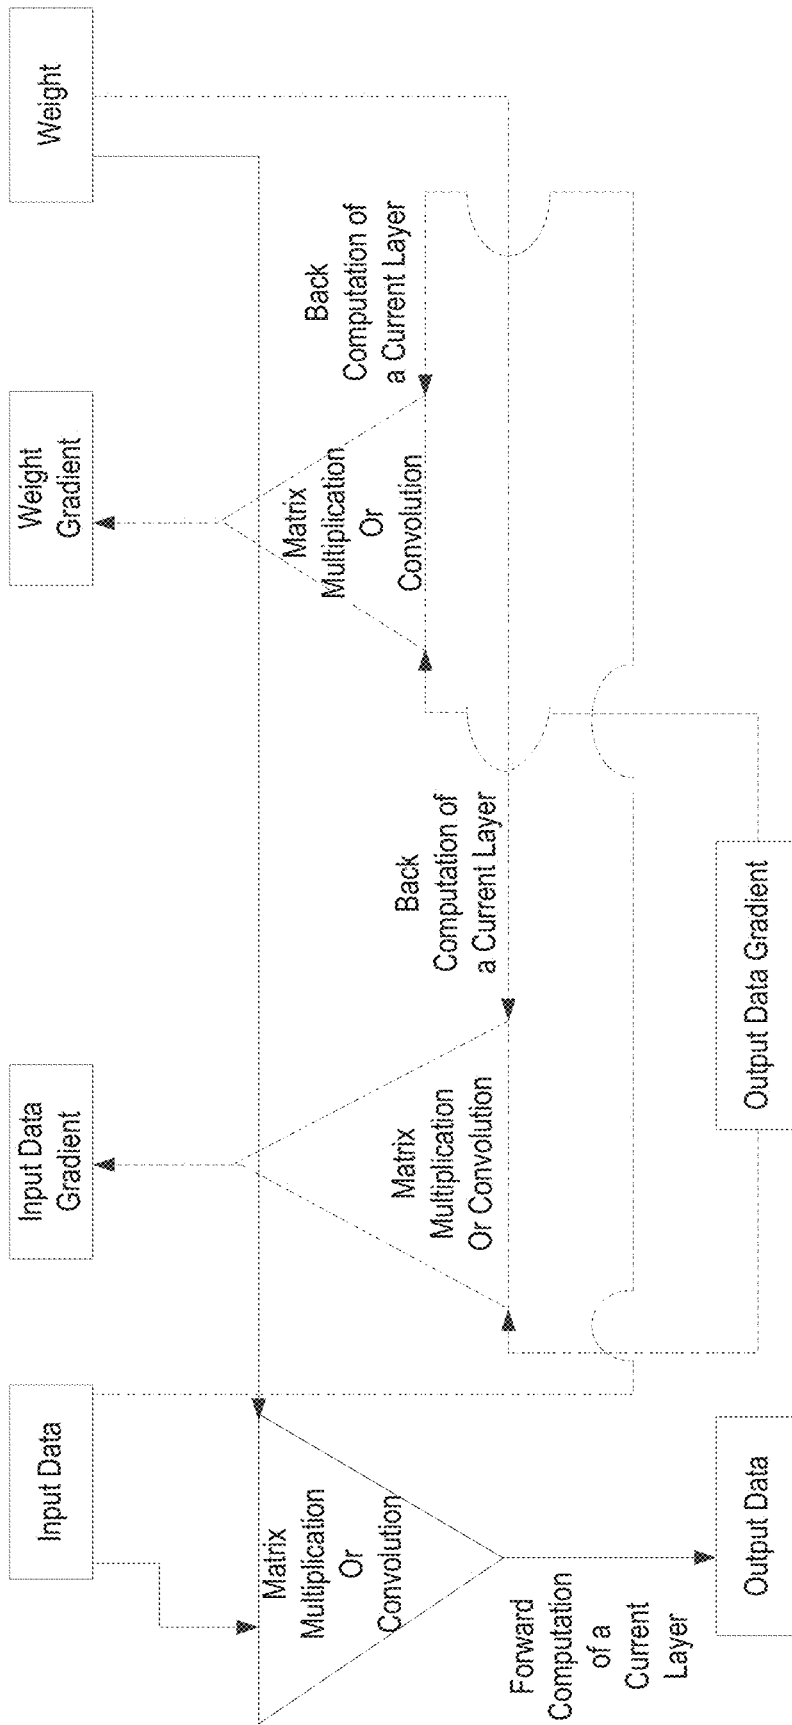 Input Data
Input Data
Gradient
Weight
Gradient
Weight
Matrix
Multiplication
Or
Convolution
Matrix
Multiplication
Or Convolution
Back
Computation of
a Current Layer
Matrix
Multiplication
Or
Convolution
Back
Computation of
a Current Layer
Forward
Computation
of a
Current
Layer
Output Data
Output Data Gradient